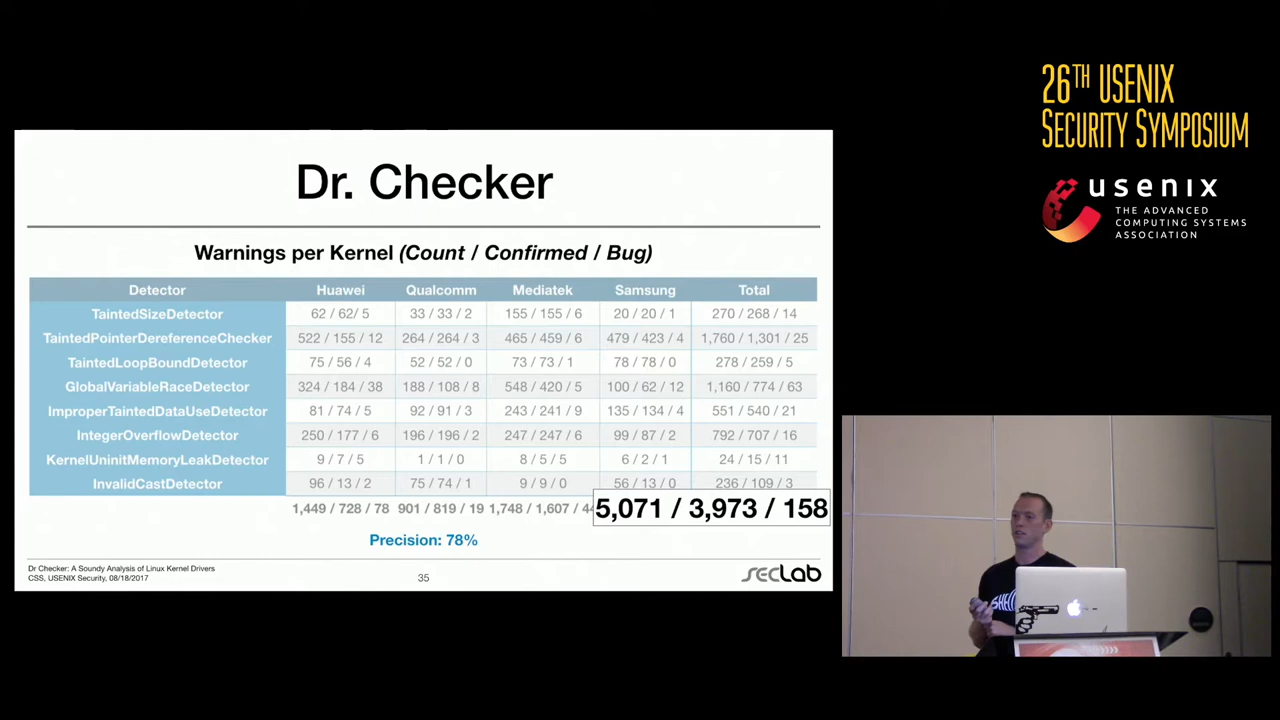 26TH USENIX
SECURITY SYMPOSIUM
usenix
THE ADVANCED
COMPUTING SYSTEMS
ASSOCIATION
Dr. Checker
Warnings per Kernel (Count / Confirmed / Bug)
Detector Huawei Qualcomm Mediatek Samsung Total
TaintedSizeDetector 62 / 62/ 5 33 / 33 / 2 155 / 155 / 6 20 / 20 / 1 270 / 268 / 14
TaintedPointerDereferenceChecker 522 / 155 / 12 264 / 264 / 3 465 / 459 / 6 479 / 423 / 4 1,760 / 1,301 / 25
TaintedLoopBoundDetector 75 / 56 / 4 52 / 52 / 0 73 / 73 / 1 78 / 78 / 0 278 / 259 / 5
GlobalVariableRaceDetector 324 / 184 / 38 188 / 108 / 8 548 / 420 / 5 100 / 62 / 12 1,160 / 774 / 63
ImproperTaintedDataUseDetector 81 / 74 / 5 92 / 91 / 3 243 / 241 / 9 135 / 134 / 4 551 / 540 / 21
IntegerOverflowDetector 250 / 177 / 6 196 / 196 / 2 247 / 247 / 6 99 / 87 / 2 792 / 707 / 16
KernelUninitMemoryLeakDetector 9 / 7 / 5 1 / 1 / 0 8 / 5 / 5 6 / 2 / 1 24 / 15 / 11
InvalidCastDetector 96 / 13 / 2 75 / 74 / 1 9 / 9 / 0 56 / 13 / 0 236 / 109 / 3
1,449 / 728 / 78 901 / 819 / 19 1,748 / 1,607 / 5,071 / 3,973 / 158
Precision: 78%
Dr Checker: A Soundy Analysis of Linux Kernel Drivers
CSS, USENIX Security, 08/18/2017
35
secLab